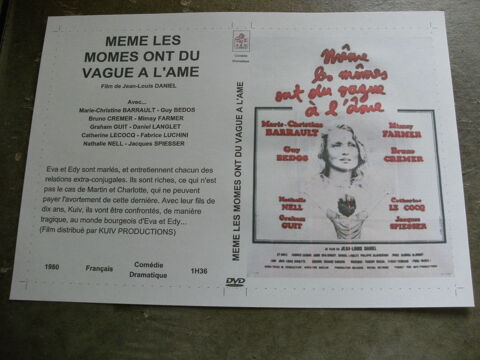 MEME LES
MOMES ONT DU
VAGUE A L'AME
Film de Jean-Louis DANIEL
Avec...
Marie-Christine BARRAULT - Guy BEDOS
Bruno CREMER - Mimsy FARMER
Graham GUIT - Daniel LANGLET
Catherine LECOCQ - Fabrice LUCHINI
Nathalie NELL - Jacques SPIESSER
Eva et Edy sont mariés, et entretiennent chacun des
relations extra-conjugales. Ils sont riches, ce qui n'est
pas le cas de Martin et Charlotte, qui ne peuvent
payer l'avortement de cette dernière. Avec leur fils de
dix ans, Kuiv, ils vont être confrontés, de manière
tragique, au monde bourgeois d'Eva et Edy...
(Film distribué par KUIV PRODUCTIONS)
1980 Français Comédie Dramatique 1H36
Comédie
Dramatique
MEME LES MOMES ONT DU VAGUE A L'AME
DVD
Même
les mômes
ont du vague
à l'âme
Marie-Christine
BARRAULT
Mimsy
FARMER
Guy
BEDOS
Bruno
CREMER
Nathalie
NELL
Catherine
LE COCQ
Graham
GUIT
Jacques
SPIESSER
UN FILM DE JEAN-LOUIS DANIEL